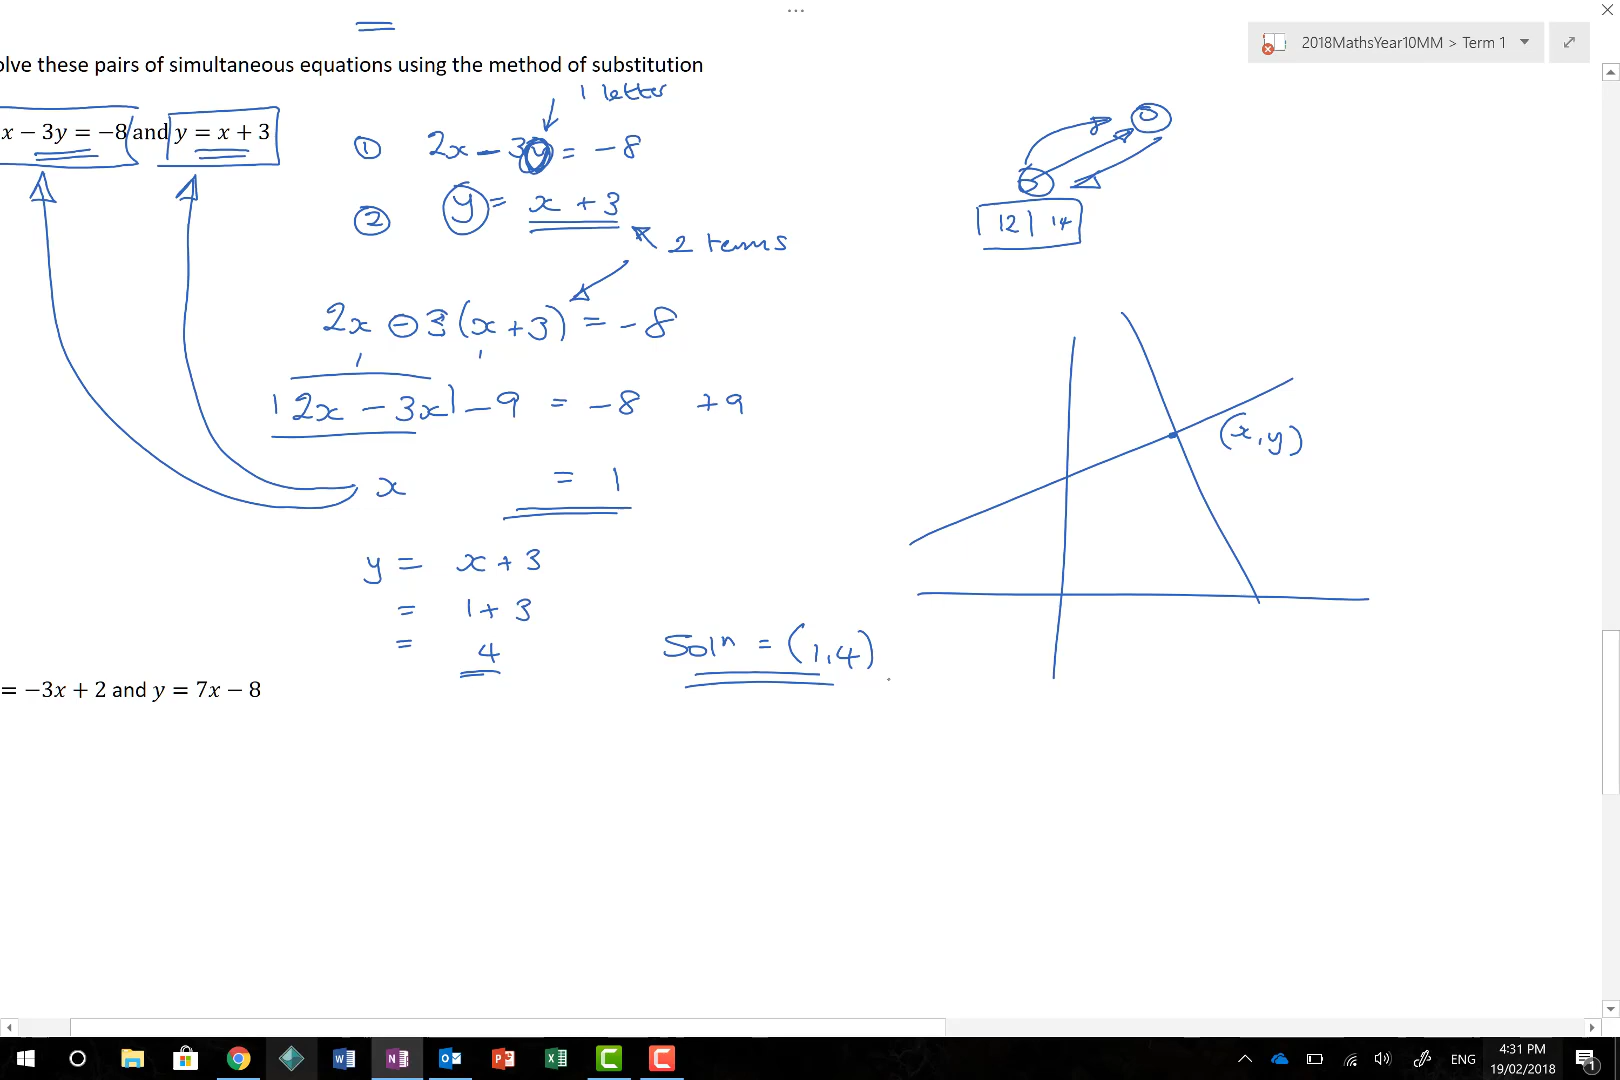 2018MathsYear10MM > Term 1
olve these pairs of simultaneous equations using the method of substitution
x − 3y = −8 and y = x + 3
1 letter
① 2x − 3y = −8
② y = x + 3
2 terms
12 | 14
2x − 3(x + 3) = −8
2x − 3x − 9 = −8 +9
x = 1
(x, y)
y = x + 3
= 1 + 3
= 4
Solⁿ = (1, 4)
= −3x + 2 and y = 7x − 8
ENG
4:31 PM
19/02/2018
1